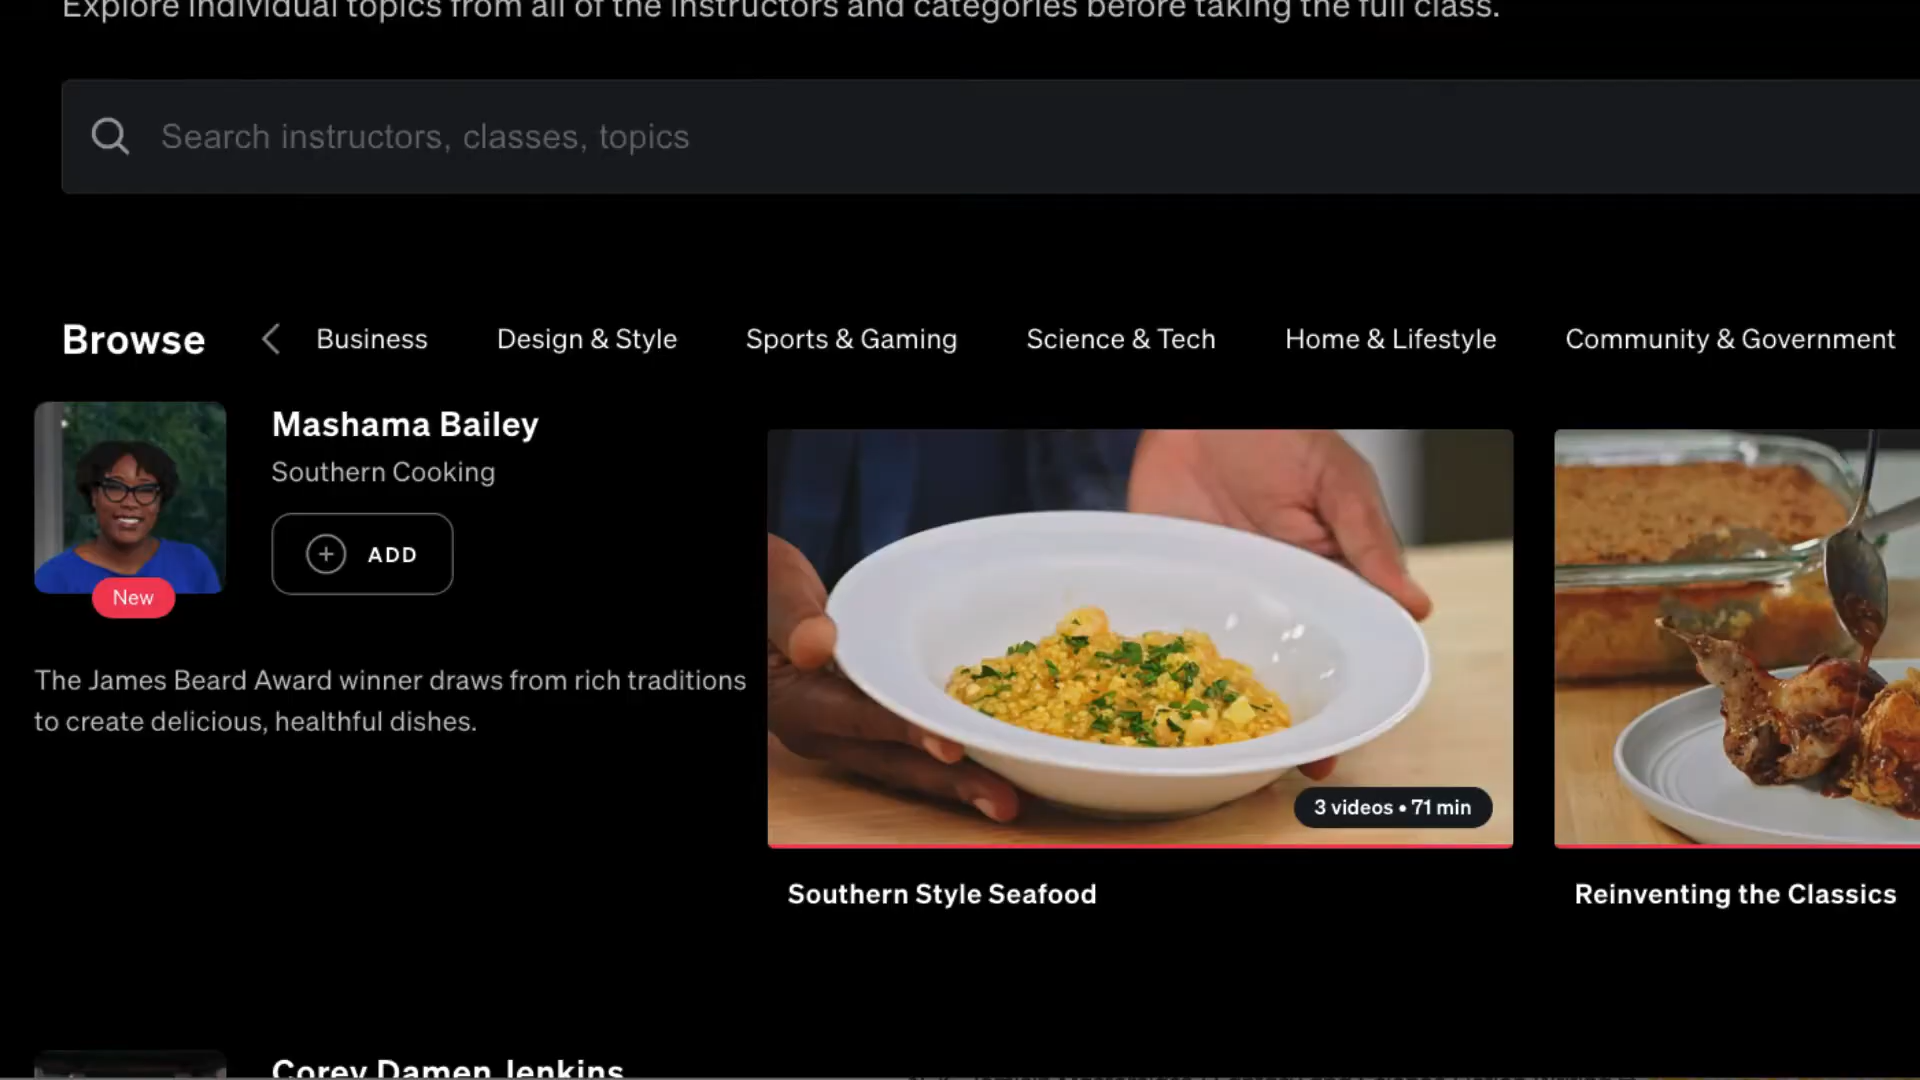 Explore individual topics from all of the instructors and categories before taking the full class.
Search instructors, classes, topics
Browse
Business
Design & Style
Sports & Gaming
Science & Tech
Home & Lifestyle
Community & Government
Mashama Bailey
Southern Cooking
ADD
New
The James Beard Award winner draws from rich traditions
to create delicious, healthful dishes.
3 videos • 71 min
Southern Style Seafood
Reinventing the Classics
Corey Damen Jenkins